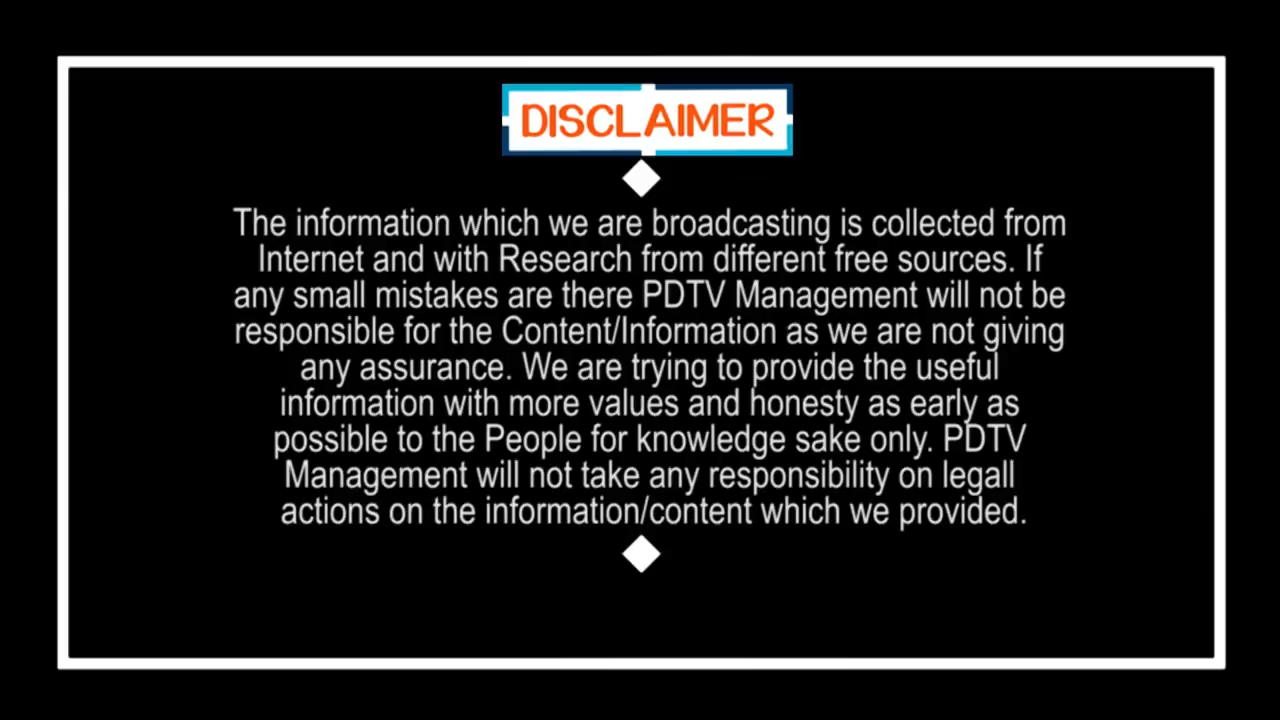 DISCLAIMER
The information which we are broadcasting is collected from
Internet and with Research from different free sources. If
any small mistakes are there PDTV Management will not be
responsible for the Content/Information as we are not giving
any assurance. We are trying to provide the useful
information with more values and honesty as early as
possible to the People for knowledge sake only. PDTV
Management will not take any responsibility on legall
actions on the information/content which we provided.